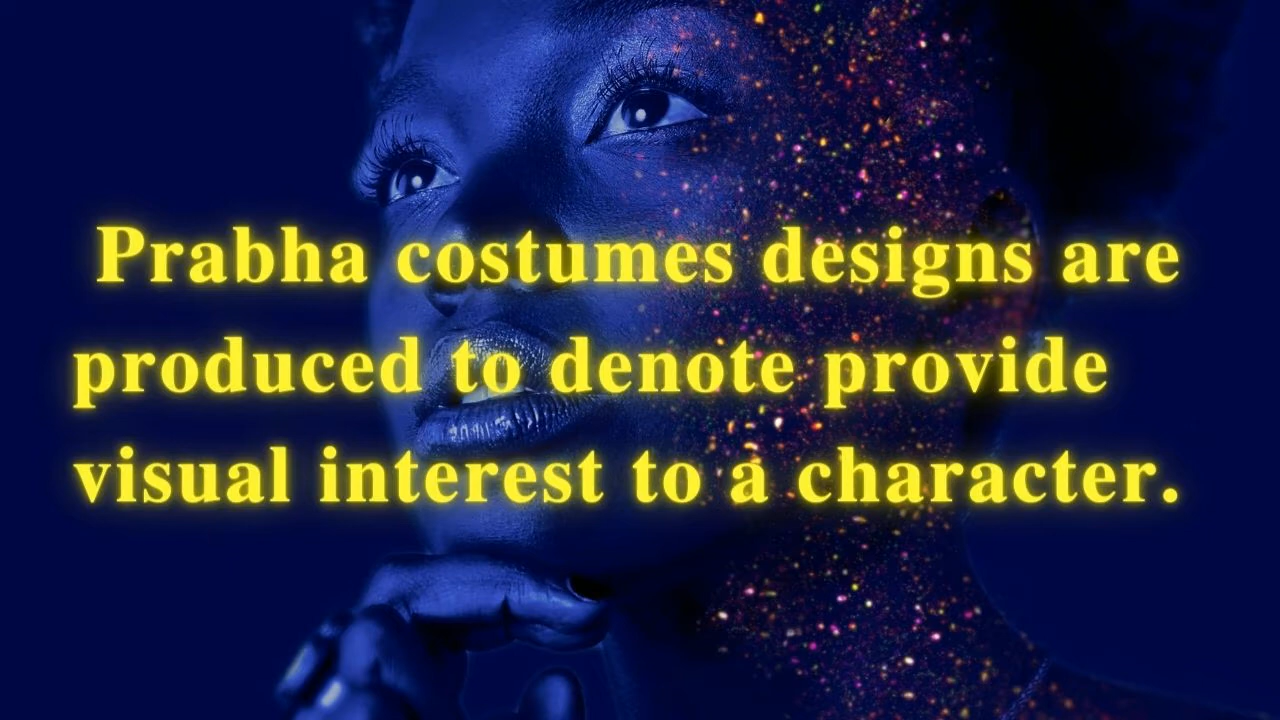 Prabha costumes designs are
produced to denote provide
visual interest to a character.